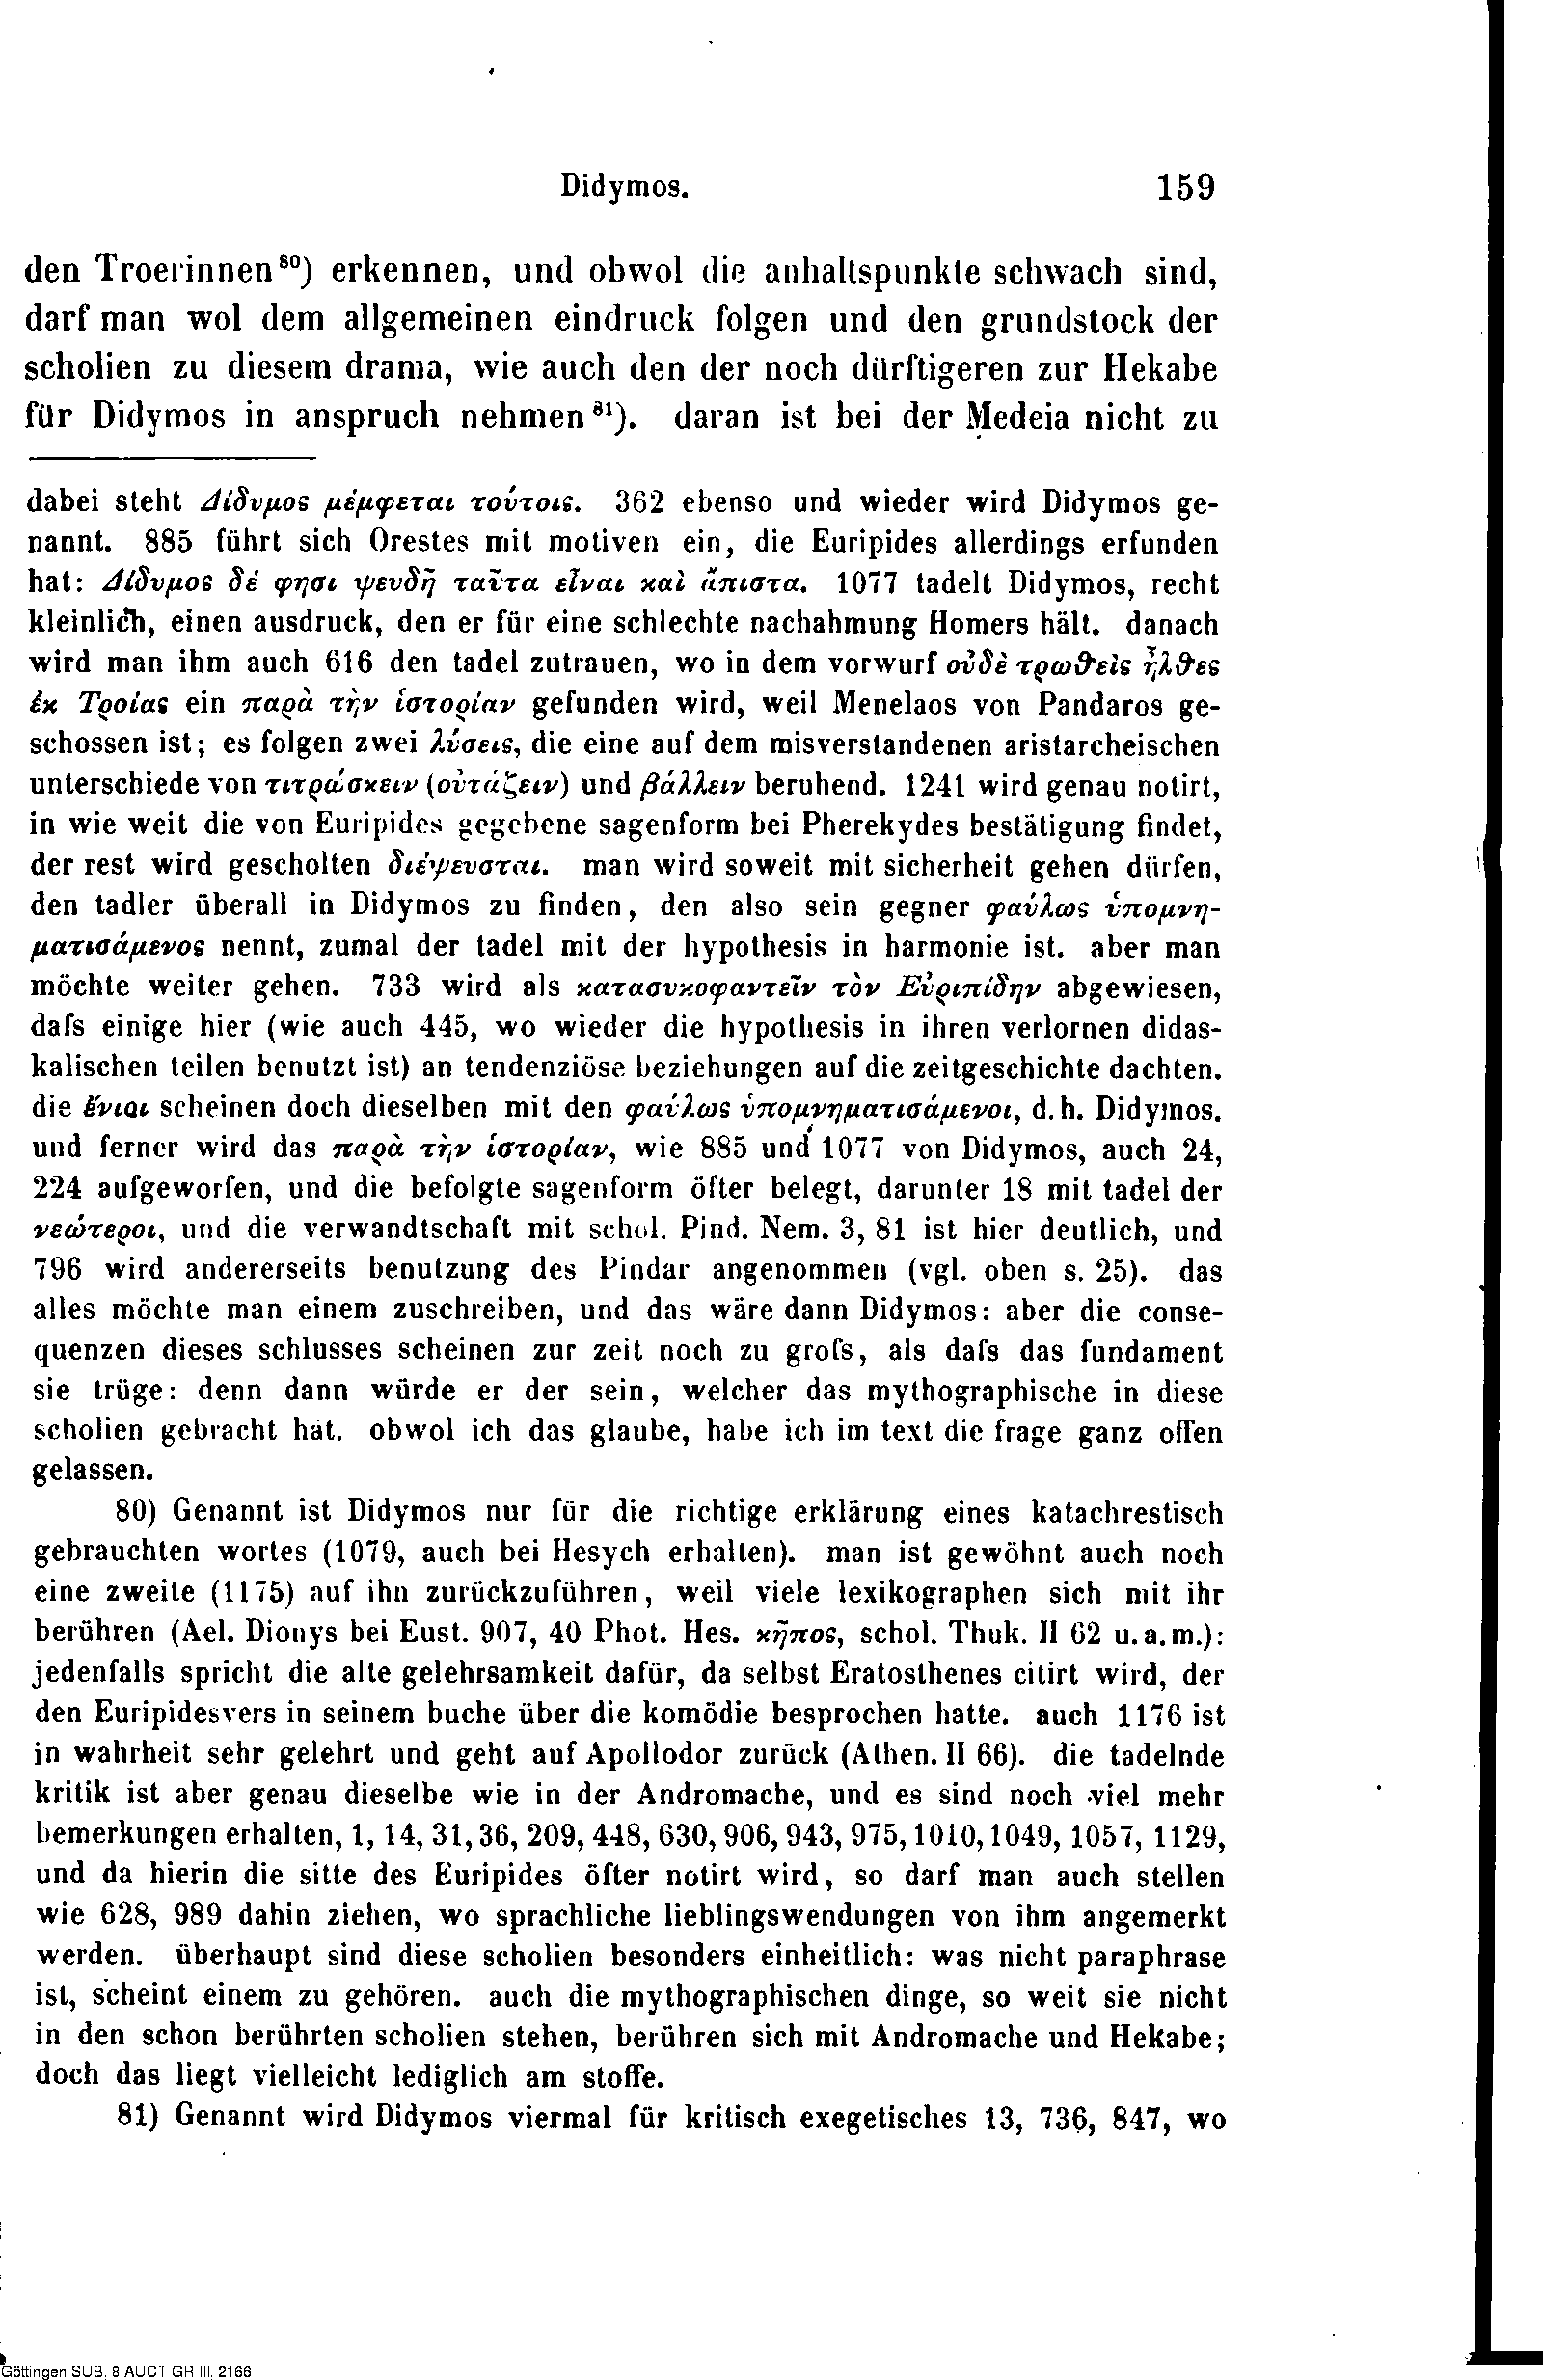 Didymos. 159
den Troerinnen⁸⁰) erkennen, und obwol die anhaltspunkte schwach sind,
darf man wol dem allgemeinen eindruck folgen und den grundstock der
scholien zu diesem drama, wie auch den der noch dürftigeren zur Hekabe
für Didymos in anspruch nehmen⁸¹). daran ist bei der Medeia nicht zu
dabei steht Δίδυμος μέμφεται τούτοις. 362 ebenso und wieder wird Didymos ge-
nannt. 885 führt sich Orestes mit motiven ein, die Euripides allerdings erfunden
hat: Δίδυμος δέ φησι ψευδῆ ταῦτα εἶναι καὶ ἄπιστα. 1077 tadelt Didymos, recht
kleinlich, einen ausdruck, den er für eine schlechte nachahmung Homers hält. danach
wird man ihm auch 616 den tadel zutrauen, wo in dem vorwurf οὐδὲ τρωθεὶς ἦλθες
ἐκ Τροίας ein παρὰ τὴν ἱστορίαν gefunden wird, weil Menelaos von Pandaros ge-
schossen ist; es folgen zwei λύσεις, die eine auf dem misverstandenen aristarcheischen
unterschiede von τιτρώσκειν (οὐτάζειν) und βάλλειν beruhend. 1241 wird genau notirt,
in wie weit die von Euripides gegebene sagenform bei Pherekydes bestätigung findet,
der rest wird gescholten διέψευσται. man wird soweit mit sicherheit gehen dürfen,
den tadler überall in Didymos zu finden, den also sein gegner φαύλως ὑπομνη-
ματισάμενος nennt, zumal der tadel mit der hypothesis in harmonie ist. aber man
möchte weiter gehen. 733 wird als κατασυκοφαντεῖν τὸν Εὐριπίδην abgewiesen,
dafs einige hier (wie auch 445, wo wieder die hypothesis in ihren verlornen didas-
kalischen teilen benutzt ist) an tendenziöse beziehungen auf die zeitgeschichte dachten.
die ἔνιοι scheinen doch dieselben mit den φαύλως ὑπομνηματισάμενοι, d. h. Didymos.
und ferner wird das παρὰ τὴν ἱστορίαν, wie 885 und 1077 von Didymos, auch 24,
224 aufgeworfen, und die befolgte sagenform öfter belegt, darunter 18 mit tadel der
νεώτεροι, und die verwandtschaft mit schol. Pind. Nem. 3, 81 ist hier deutlich, und
796 wird andererseits benutzung des Pindar angenommen (vgl. oben s. 25). das
alles möchte man einem zuschreiben, und das wäre dann Didymos: aber die conse-
quenzen dieses schlusses scheinen zur zeit noch zu grofs, als dafs das fundament
sie trüge: denn dann würde er der sein, welcher das mythographische in diese
scholien gebracht hat. obwol ich das glaube, habe ich im text die frage ganz offen
gelassen.
80) Genannt ist Didymos nur für die richtige erklärung eines katachrestisch
gebrauchten wortes (1079, auch bei Hesych erhalten). man ist gewöhnt auch noch
eine zweite (1175) auf ihn zurückzuführen, weil viele lexikographen sich mit ihr
berühren (Ael. Dionys bei Eust. 907, 40 Phot. Hes. κῆπος, schol. Thuk. II 62 u. a. m.):
jedenfalls spricht die alte gelehrsamkeit dafür, da selbst Eratosthenes citirt wird, der
den Euripidesvers in seinem buche über die komödie besprochen hatte. auch 1176 ist
in wahrheit sehr gelehrt und geht auf Apollodor zurück (Athen. II 66). die tadelnde
kritik ist aber genau dieselbe wie in der Andromache, und es sind noch viel mehr
bemerkungen erhalten, 1, 14, 31, 36, 209, 448, 630, 906, 943, 975, 1010, 1049, 1057, 1129,
und da hierin die sitte des Euripides öfter notirt wird, so darf man auch stellen
wie 628, 989 dahin ziehen, wo sprachliche lieblingswendungen von ihm angemerkt
werden. überhaupt sind diese scholien besonders einheitlich: was nicht paraphrase
ist, scheint einem zu gehören. auch die mythographischen dinge, so weit sie nicht
in den schon berührten scholien stehen, berühren sich mit Andromache und Hekabe;
doch das liegt vielleicht lediglich am stoffe.
81) Genannt wird Didymos viermal für kritisch exegetisches 13, 736, 847, wo
Göttingen SUB, 8 AUCT GR III, 2166